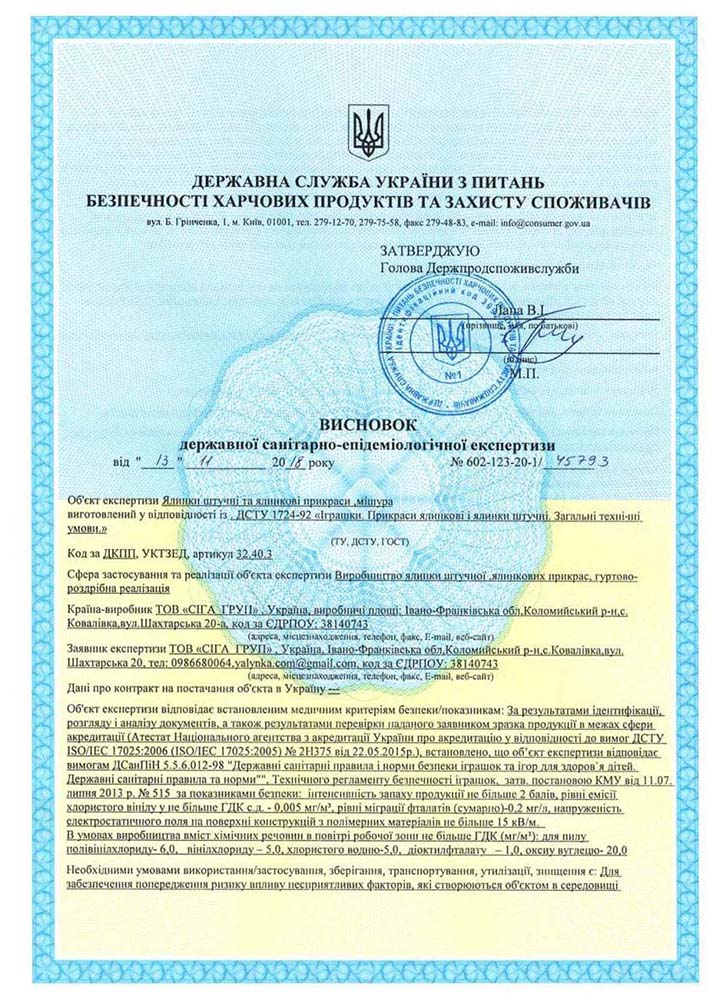 ДЕРЖАВНА СЛУЖБА УКРАЇНИ З ПИТАНЬ
БЕЗПЕЧНОСТІ ХАРЧОВИХ ПРОДУКТІВ ТА ЗАХИСТУ СПОЖИВАЧІВ
вул. Б. Грінченка, 1, м. Київ, 01001, тел. 279-12-70, 279-75-58, факс 279-48-83, e-mail: info@consumer.gov.ua
ЗАТВЕРДЖУЮ
Голова Держпродспоживслужби
Лапа В.І.
(прізвище, ім'я, по батькові)
(підпис)
М.П.
№1
ВИСНОВОК
державної санітарно-епідеміологічної експертизи
від "13" 11 2018 року № 602-123-20-1/ 45793
Об'єкт експертизи Ялинки штучні та ялинкові прикраси ,мішура
виготовлений у відповідності із . ДСТУ 1724-92 «Іграшки. Прикраси ялинкові і ялинки штучні. Загальні технічні
умови.»
(ТУ, ДСТУ, ГОСТ)
Код за ДКПП, УКТЗЕД, артикул 32.40.3
Сфера застосування та реалізації об'єкта експертизи Виробництво ялинки штучної ,ялинкових прикрас, гуртово-
роздрібна реалізація
Країна-виробник ТОВ «СІГА ГРУП» , Україна, виробничі площі: Івано-Франківська обл,Коломийський р-н,с.
Ковалівка,вул.Шахтарська 20-а, код за ЄДРПОУ: 38140743
(адреса, місцезнаходження, телефон, факс, E-mail, веб-сайт)
Заявник експертизи ТОВ «СІГА ГРУП» , Україна, Івано-Франківська обл,Коломийський р-н,с.Ковалівка,вул.
Шахтарська 20, тел: 0986680064,yalynka.com@gmail.com, код за ЄДРПОУ: 38140743
(адреса, місцезнаходження, телефон, факс, E-mail, веб-сайт)
Дані про контракт на постачання об'єкта в Україну ---
Об'єкт експертизи відповідає встановленим медичним критеріям безпеки/показникам: За результатами ідентифікації,
розгляду і аналізу документів, а також результатами перевірки наданого заявником зразка продукції в межах сфери
акредитації (Атестат Національного агентства з акредитації України про акредитацію у відповідності до вимог ДСТУ
ISO/IEC 17025:2006 (ISO/IEC 17025:2005) № 2Н375 від 22.05.2015р.), встановлено, що об'єкт експертизи відповідає
вимогам ДСанПіН 5.5.6.012-98 "Державні санітарні правила і норми безпеки іграшок та ігор для здоров'я дітей.
Державні санітарні правила та норми"", Технічного регламенту безпечності іграшок, затв. постановою КМУ від 11.07.
липня 2013 р. № 515 за показниками безпеки: інтенсивність запаху продукції не більше 2 балів, рівні емісії
хлористого вінілу у не більше ГДК с.д. - 0,005 мг/м³, рівні міграції фталатів (сумарно)-0,2 мг/л, напруженість
електростатичного поля на поверхні конструкцій з полімерних матеріалів не більше 15 кВ/м.
В умовах виробництва вміст хімічних речовин в повітрі робочої зони не більше ГДК (мг/м³): для пилу
полівінілхлориду- 6,0, вінілхлориду – 5,0, хлористого водню-5,0, діоктилфталату – 1,0, оксиу вуглецю- 20,0
Необхідними умовами використання/застосування, зберігання, транспортування, утилізації, знищення є: Для
забезпечення попередження ризику впливу несприятливих факторів, які створюються об'єктом в середовищі